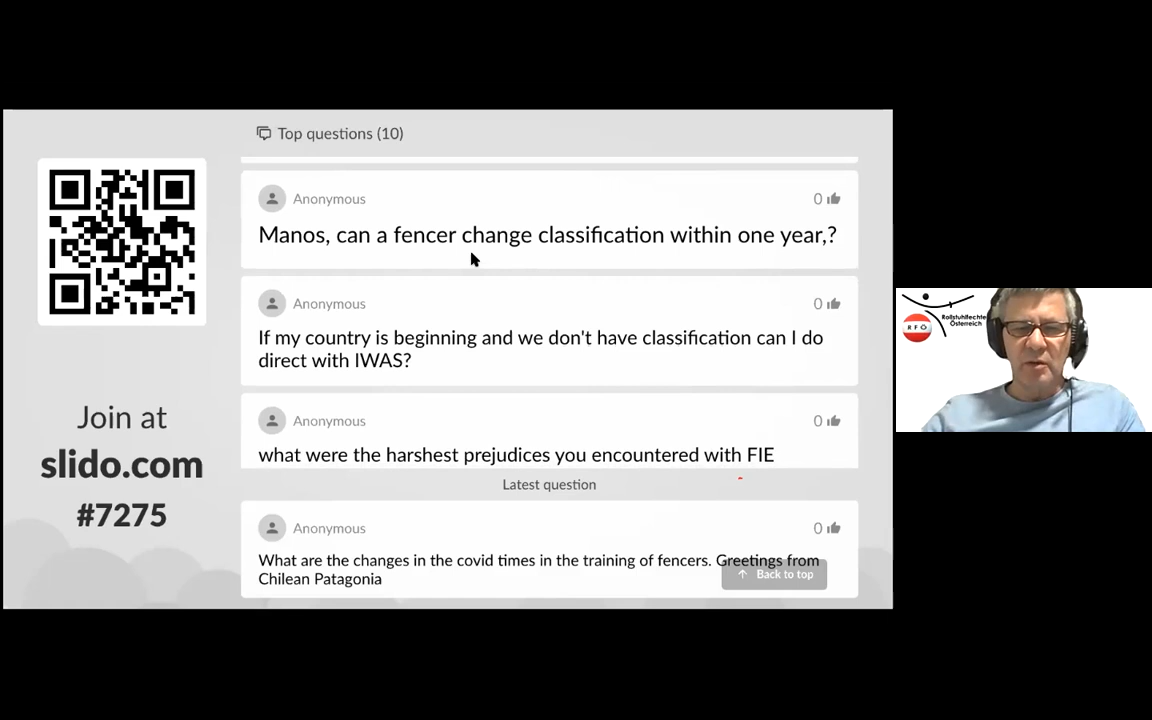 Top questions (10)
Anonymous
0
Manos, can a fencer change classification within one year,?
Anonymous
0
If my country is beginning and we don't have classification can I do
direct with IWAS?
Anonymous
0
what were the harshest prejudices you encountered with FIE
Latest question
Anonymous
0
What are the changes in the covid times in the training of fencers. Greetings from
Chilean Patagonia
Back to top
Join at
slido.com
#7275
Rollstuhlfechte
Österreich
RFÖ